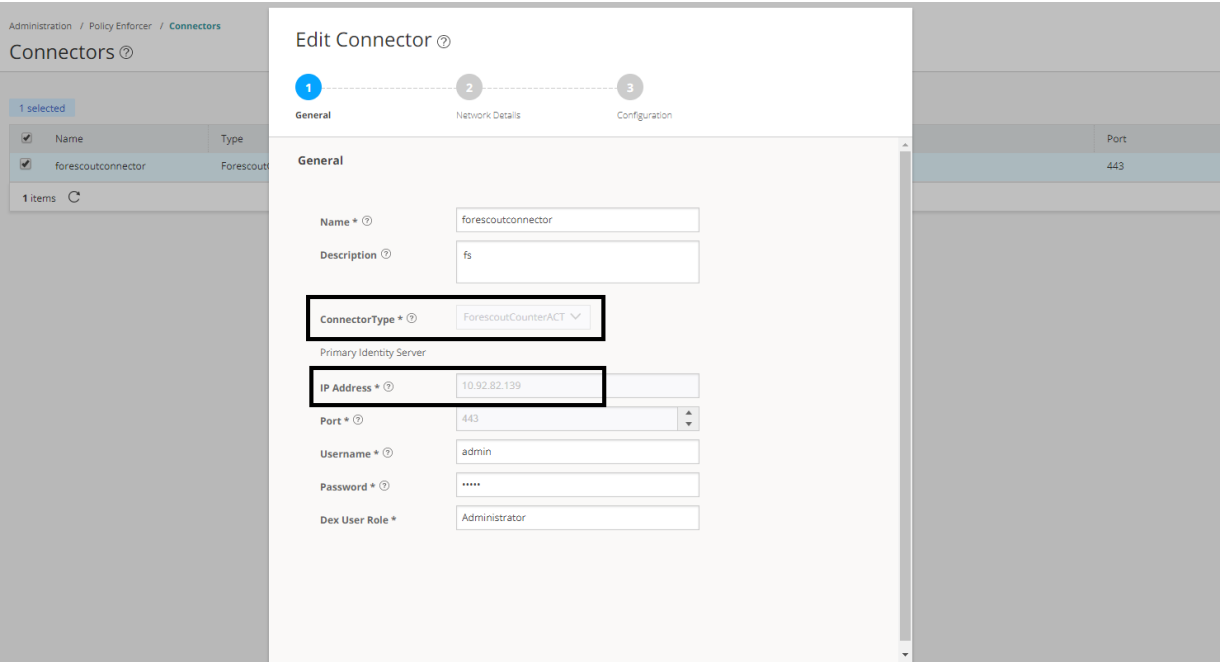 Administration / Policy Enforcer / Connectors
Connectors ?
1 selected
Name Type Port
forescoutconnector Forescout 443
1 items
Edit Connector ?
1 2 3
General Network Details Configuration
General
Name * ? forescoutconnector
Description ? fs
ConnectorType * ? ForescoutCounterACT
Primary Identity Server
IP Address * ? 10.92.82.139
Port * ? 443
Username * ? admin
Password * ? •••••
Dex User Role * Administrator